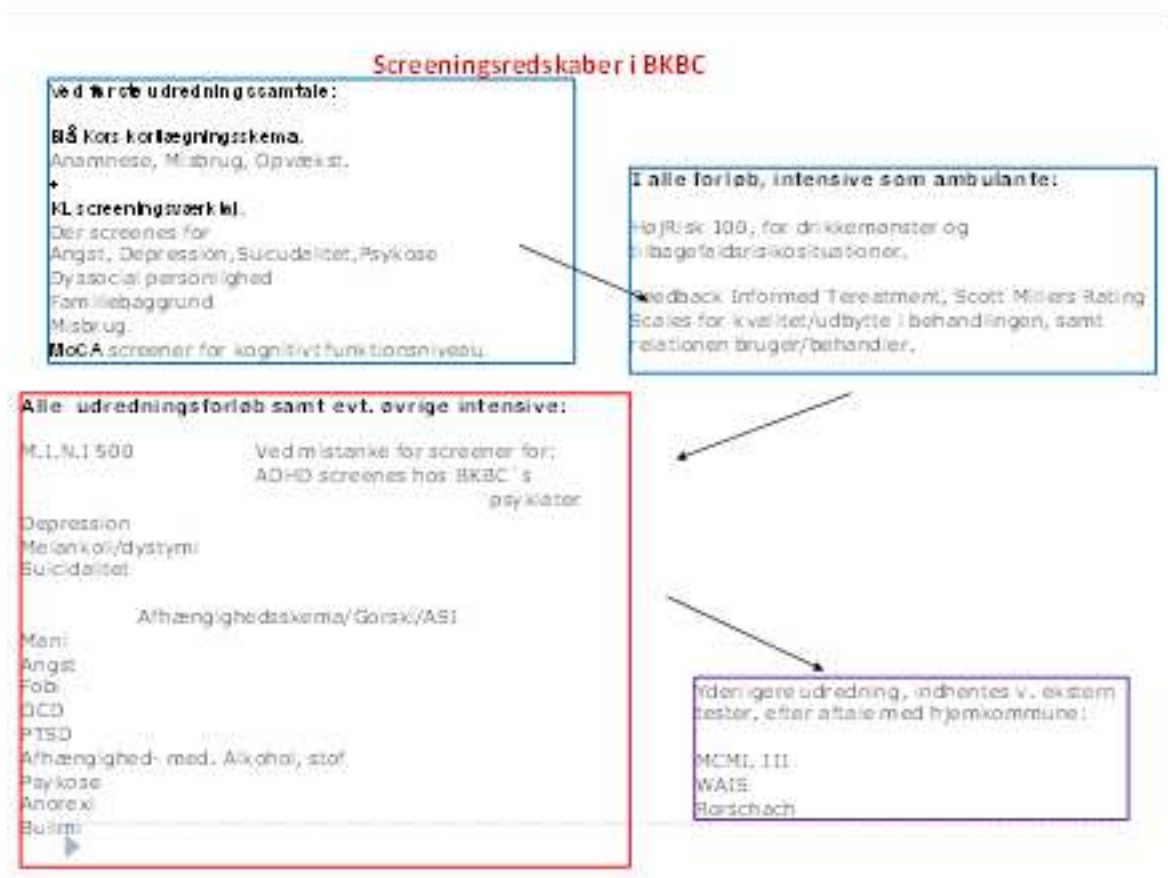 Screeningsredskaber i BKBC
Ved første udredningssamtale:
Blå Kors kortlægningsskema.
Anamnese, Misbrug, Opvækst.
+
KL screeningsværktøj.
Der screenes for
Angst, Depression, Suicudalitet, Psykose
Dyssocial personlighed
Familiebaggrund
Misbrug.
MoCA screener for kognitivt funktionsniveau.
I alle forløb, intensive som ambulante:
HøjRisk 100, for drikkemønster og
tilbagefaldsrisikosituationer.
Feedback Informed Tereatment, Scott Millers Rating
Scales for kvalitet/udbytte i behandlingen, samt
relationen bruger/behandler.
Alle udredningsforløb samt evt. øvrige intensive:
M.I.N.I 500 Ved mistanke for screener for:
ADHD screenes hos BKBC´s
psykiater
Depression
Melankoli/dystymi
Suicidalitet
Afhængighedsskema/Gorski/ASI
Mani
Angst
Fobi
OCD
PTSD
Afhængighed- med. Alkohol, stof
Psykose
Anorexi
Bulimi
Yderligere udredning, indhentes v. ekstern
tester, efter aftale med hjemkommune:
MCMI, III
WAIS
Rorschach